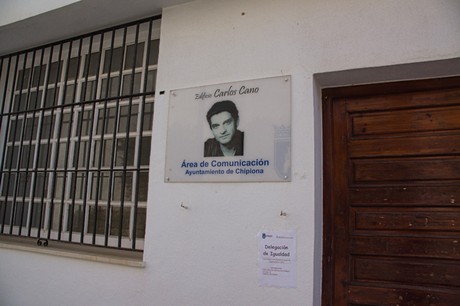 Edificio Carlos Cano
Área de Comunicación
Ayuntamiento de Chipiona
Delegación
de Igualdad